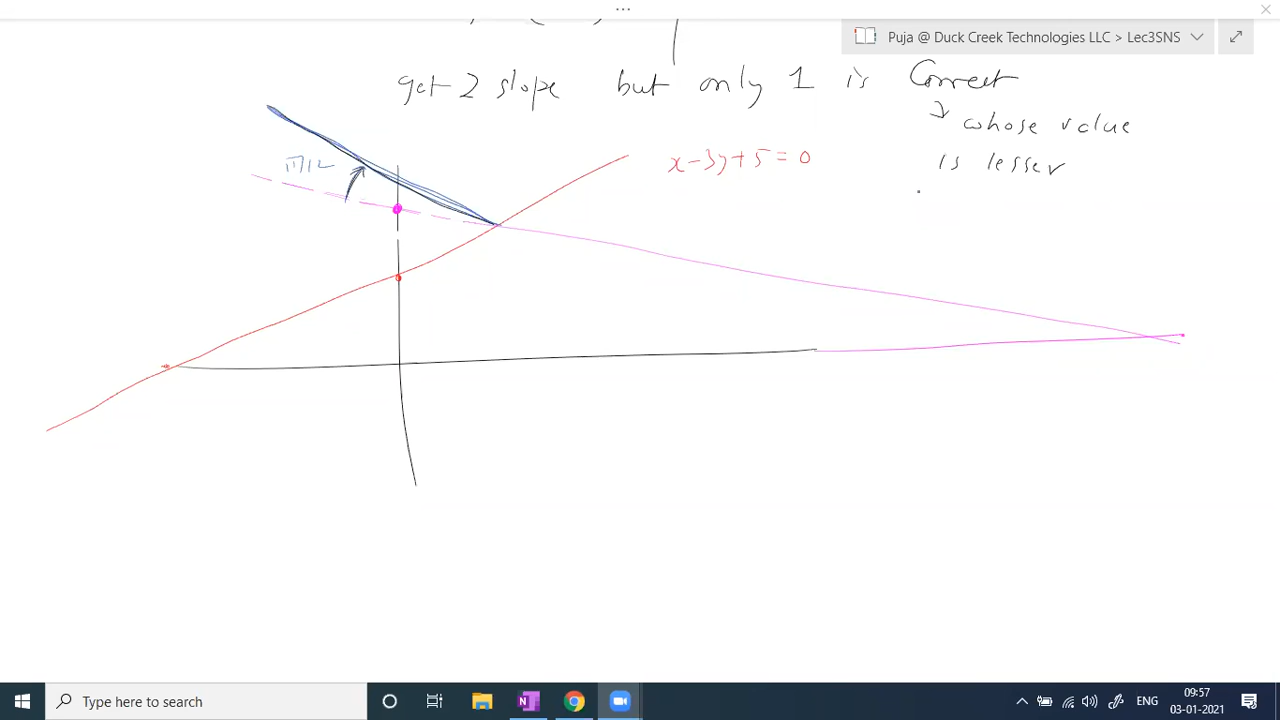 Puja @ Duck Creek Technologies LLC > Lec3SNS
get 2 slope but only 1 is Correct
whose value
is lesser
π/12
x-3y+5=0
Type here to search
ENG
09:57
03-01-2021